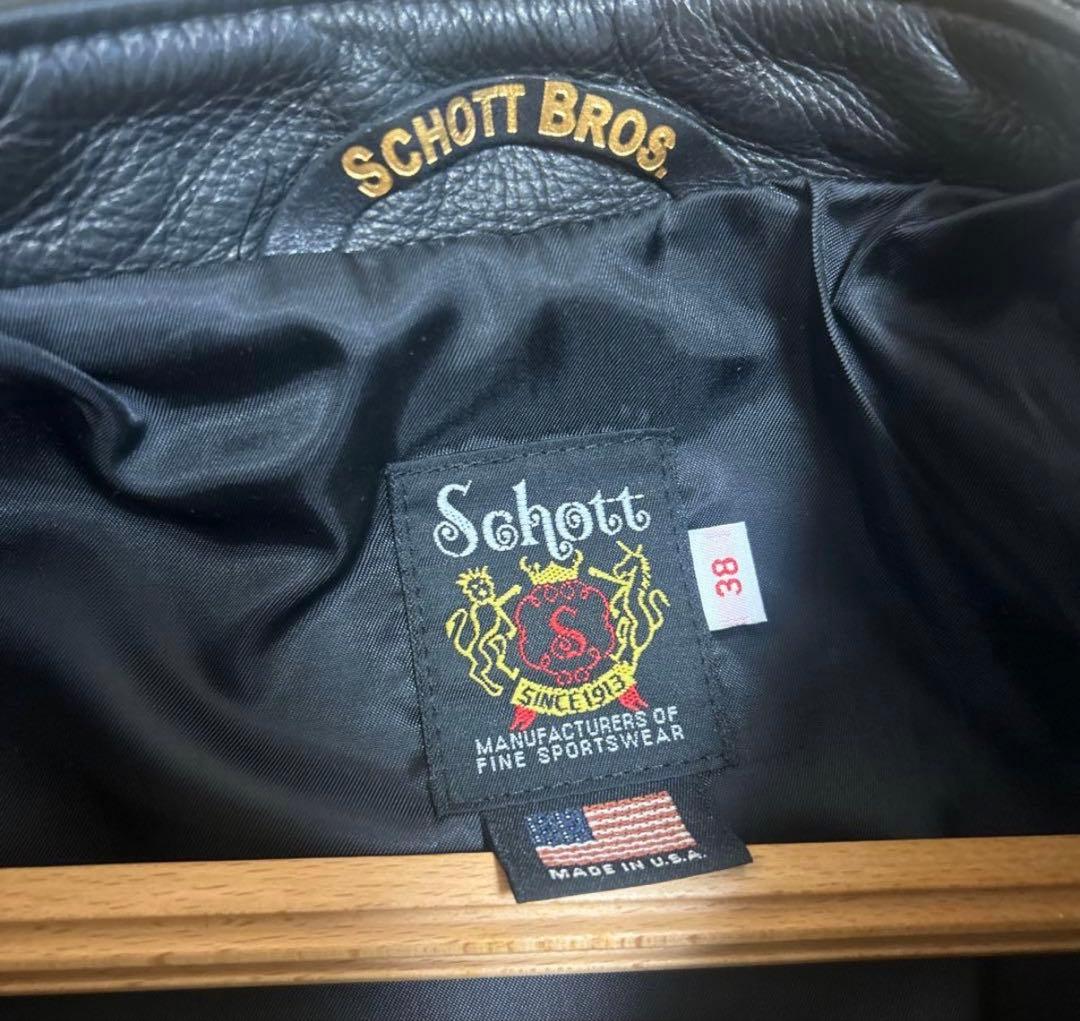 SCHOTT BROS.
Schott
38
S
SINCE 1913
MANUFACTURERS OF
FINE SPORTSWEAR
MADE IN U.S.A.